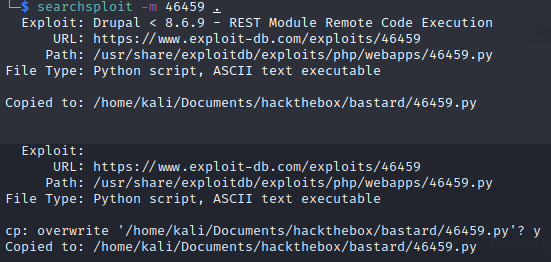 └─$ searchsploit -m 46459 .
Exploit: Drupal < 8.6.9 - REST Module Remote Code Execution
URL: https://www.exploit-db.com/exploits/46459
Path: /usr/share/exploitdb/exploits/php/webapps/46459.py
File Type: Python script, ASCII text executable
Copied to: /home/kali/Documents/hackthebox/bastard/46459.py
Exploit:
URL: https://www.exploit-db.com/exploits/46459
Path: /usr/share/exploitdb/exploits/php/webapps/46459.py
File Type: Python script, ASCII text executable
cp: overwrite '/home/kali/Documents/hackthebox/bastard/46459.py'? y
Copied to: /home/kali/Documents/hackthebox/bastard/46459.py